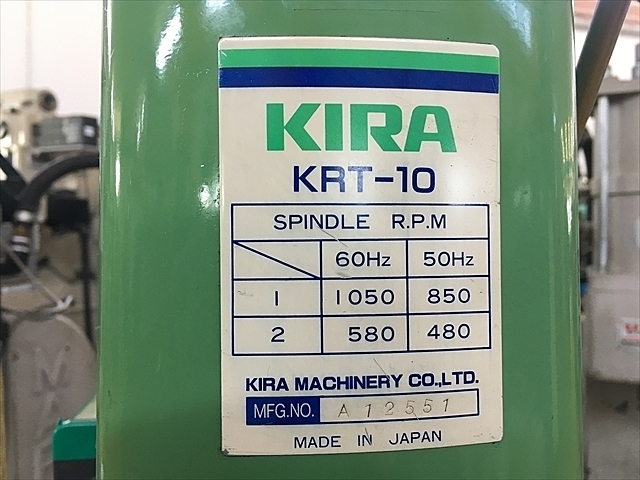 KIRA
KRT-10
SPINDLE R.P.M
60Hz 50Hz
1 1050 850
2 580 480
KIRA MACHINERY CO.,LTD.
MFG.NO. A12551
MADE IN JAPAN